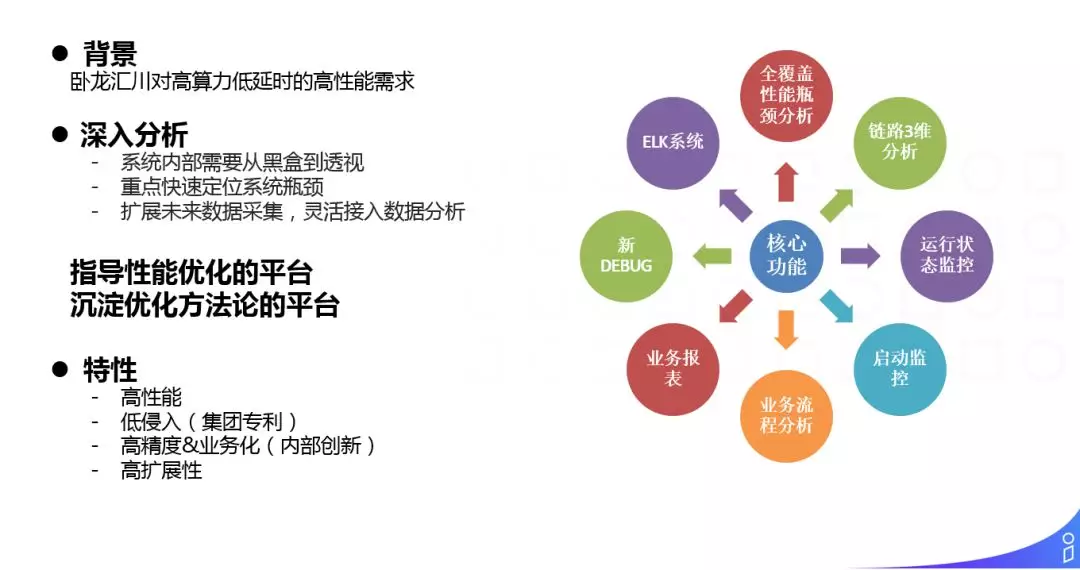 ● 背景
卧龙汇川对高算力低延时的高性能需求
● 深入分析
- 系统内部需要从黑盒到透视
- 重点快速定位系统瓶颈
- 扩展未来数据采集，灵活接入数据分析
指导性能优化的平台
沉淀优化方法论的平台
● 特性
- 高性能
- 低侵入（集团专利）
- 高精度&业务化（内部创新）
- 高扩展性
核心
功能
全覆盖
性能瓶
颈分析
链路3维
分析
运行状
态监控
启动监
控
业务流
程分析
业务报
表
新
DEBUG
ELK系统